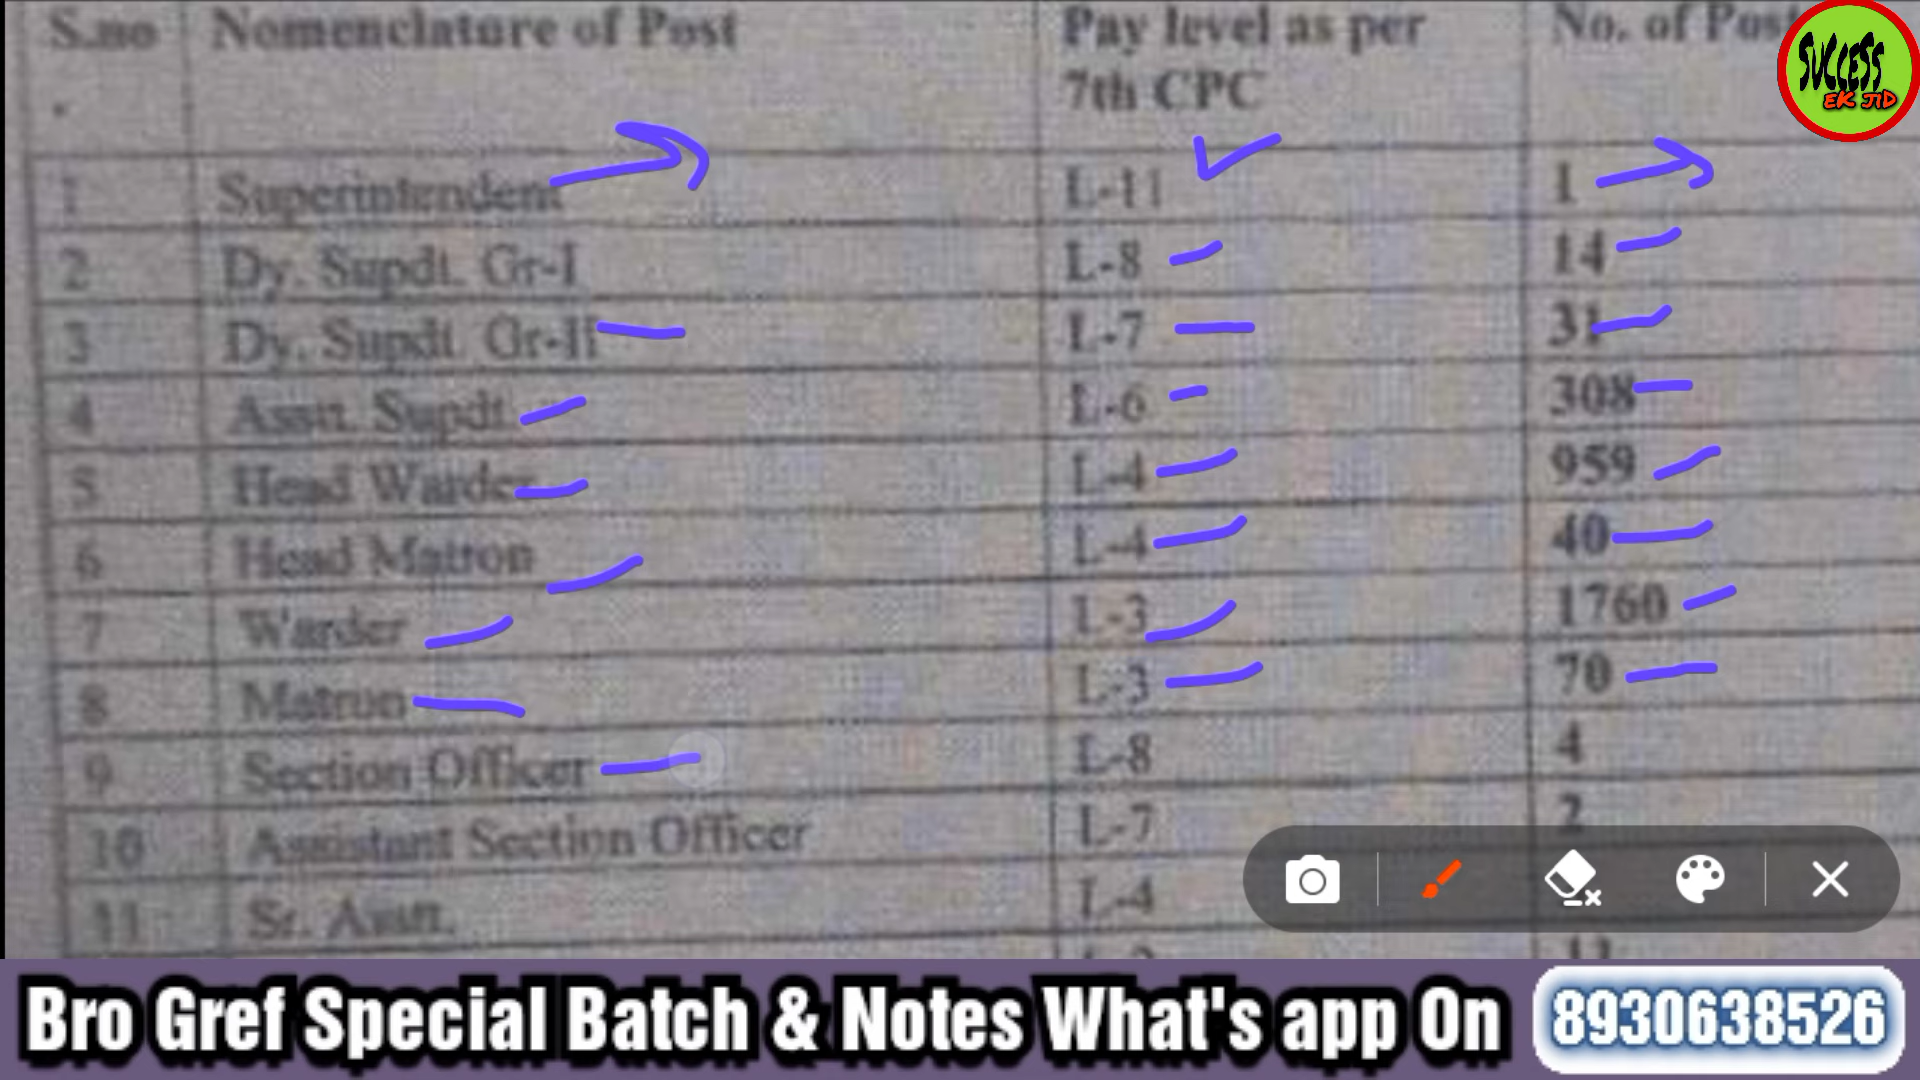 S.no Nomenclature of Post Pay level as per No. of Post
. 7th CPC
SUCCESS
EK JID
1 Superintendent L-11 1
2 Dy. Supdt. Gr-I L-8 14
3 Dy. Supdt. Gr-II L-7 31
4 Asstt. Supdt. L-6 308
5 Head Warder L-4 959
6 Head Matron L-4 40
7 Warder L-3 1760
8 Matron L-3 70
9 Section Officer L-8 4
10 Assistant Section Officer L-7 2
11 Sr. Asstt. L-4
Bro Gref Special Batch & Notes What's app On 8930638526